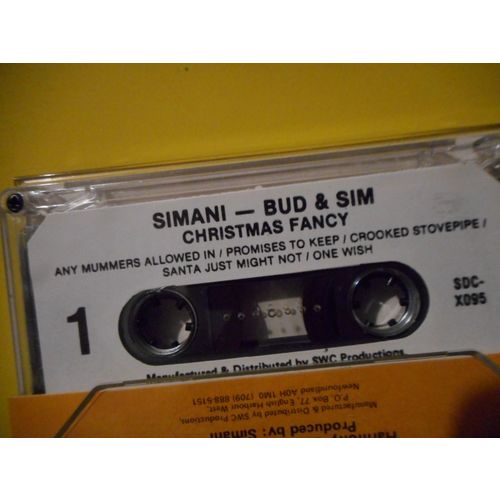 SIMANI — BUD & SIM
CHRISTMAS FANCY
ANY MUMMERS ALLOWED IN / PROMISES TO KEEP / CROOKED STOVEPIPE /
SANTA JUST MIGHT NOT / ONE WISH
1
SDC-
X095
Manufactured & Distributed by SWC Productions
Newfoundland A0H 1M0 (709) 888-5151
P.O. Box 77, English Harbour West,
Manufactured & Distributed by SWC Productions,
Produced by: Simani